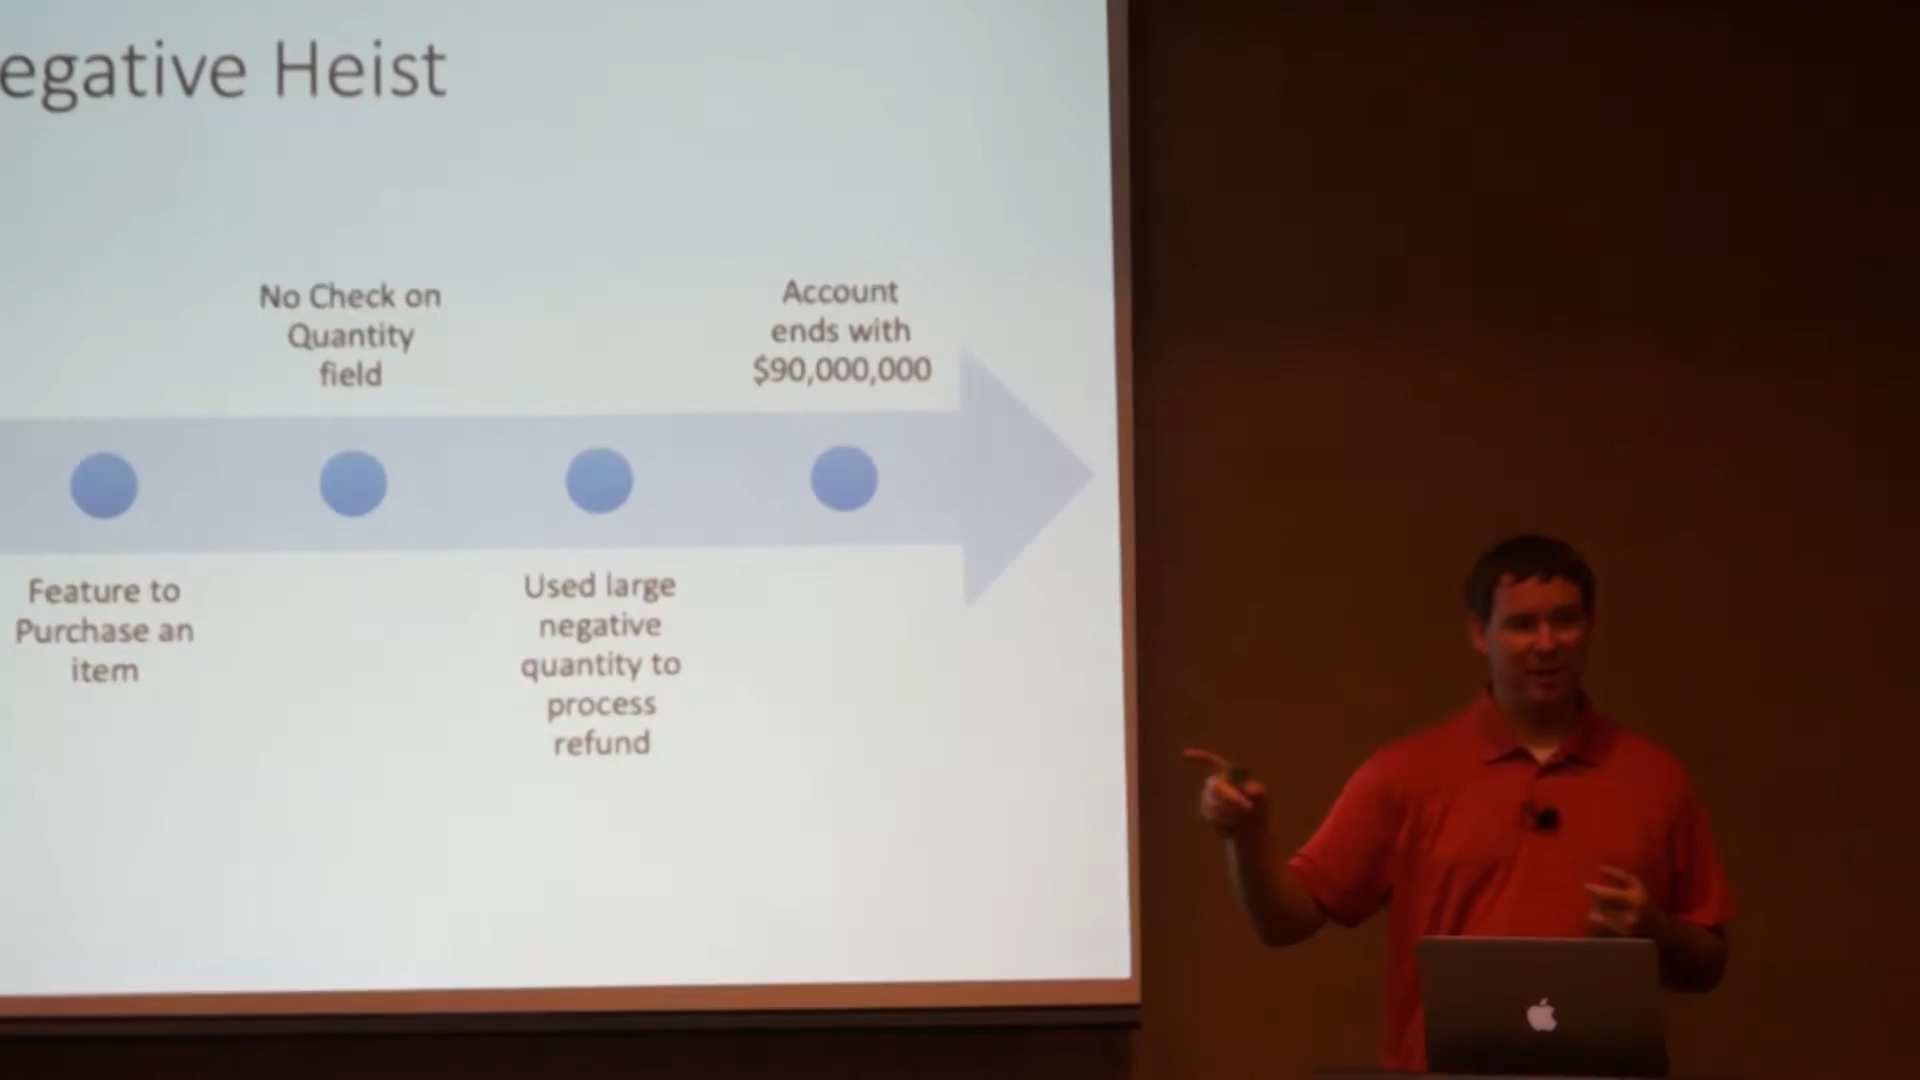 egative Heist
Feature to
Purchase an
item
No Check on
Quantity
field
Used large
negative
quantity to
process
refund
Account
ends with
$90,000,000